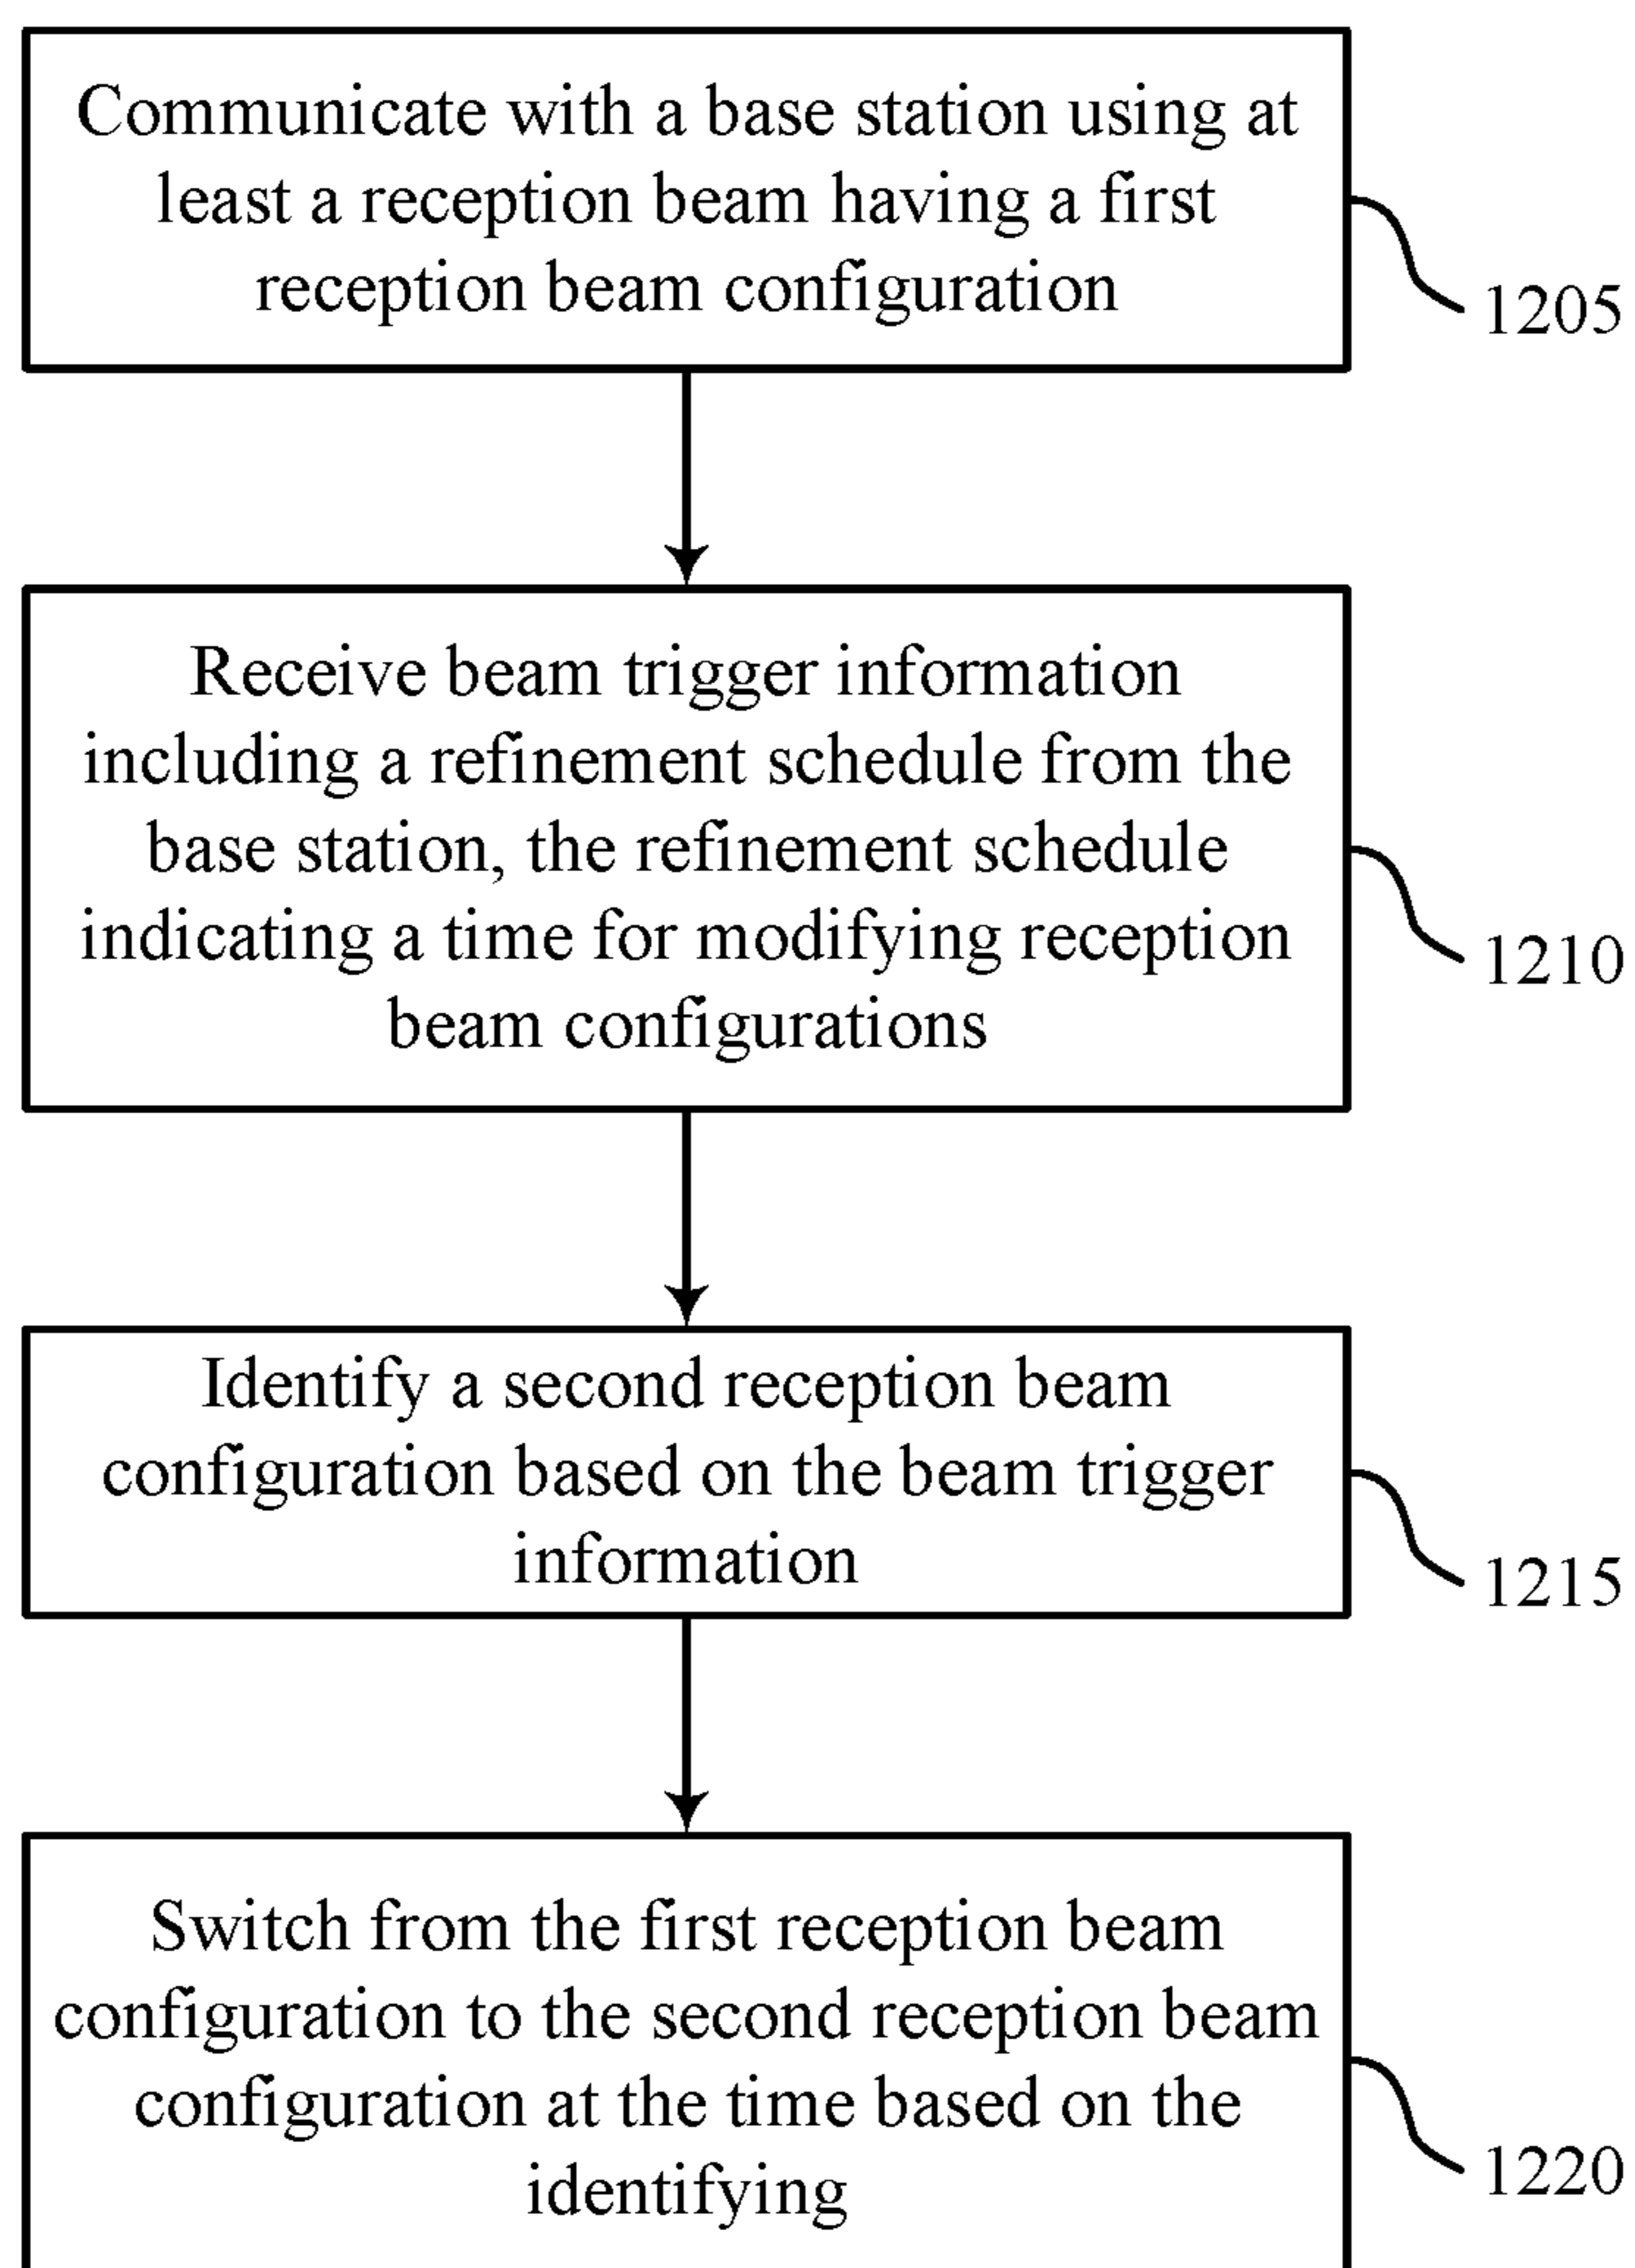 Communicate with a base station using at
least a reception beam having a first
reception beam configuration
1205
Receive beam trigger information
including a refinement schedule from the
base station, the refinement schedule
indicating a time for modifying reception
beam configurations
1210
Identify a second reception beam
configuration based on the beam trigger
information
1215
Switch from the first reception beam
configuration to the second reception beam
configuration at the time based on the
identifying
1220